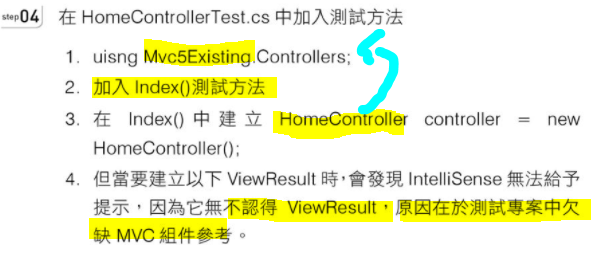 step04 在 HomeControllerTest.cs 中加入測試方法
1. uisng Mvc5Existing.Controllers;
2. 加入 Index()測試方法
3. 在 Index()中建立 HomeController controller = new
HomeController();
4. 但當要建立以下 ViewResult 時，會發現 IntelliSense 無法給予
提示，因為它無不認得 ViewResult，原因在於測試專案中欠
缺 MVC 組件參考。